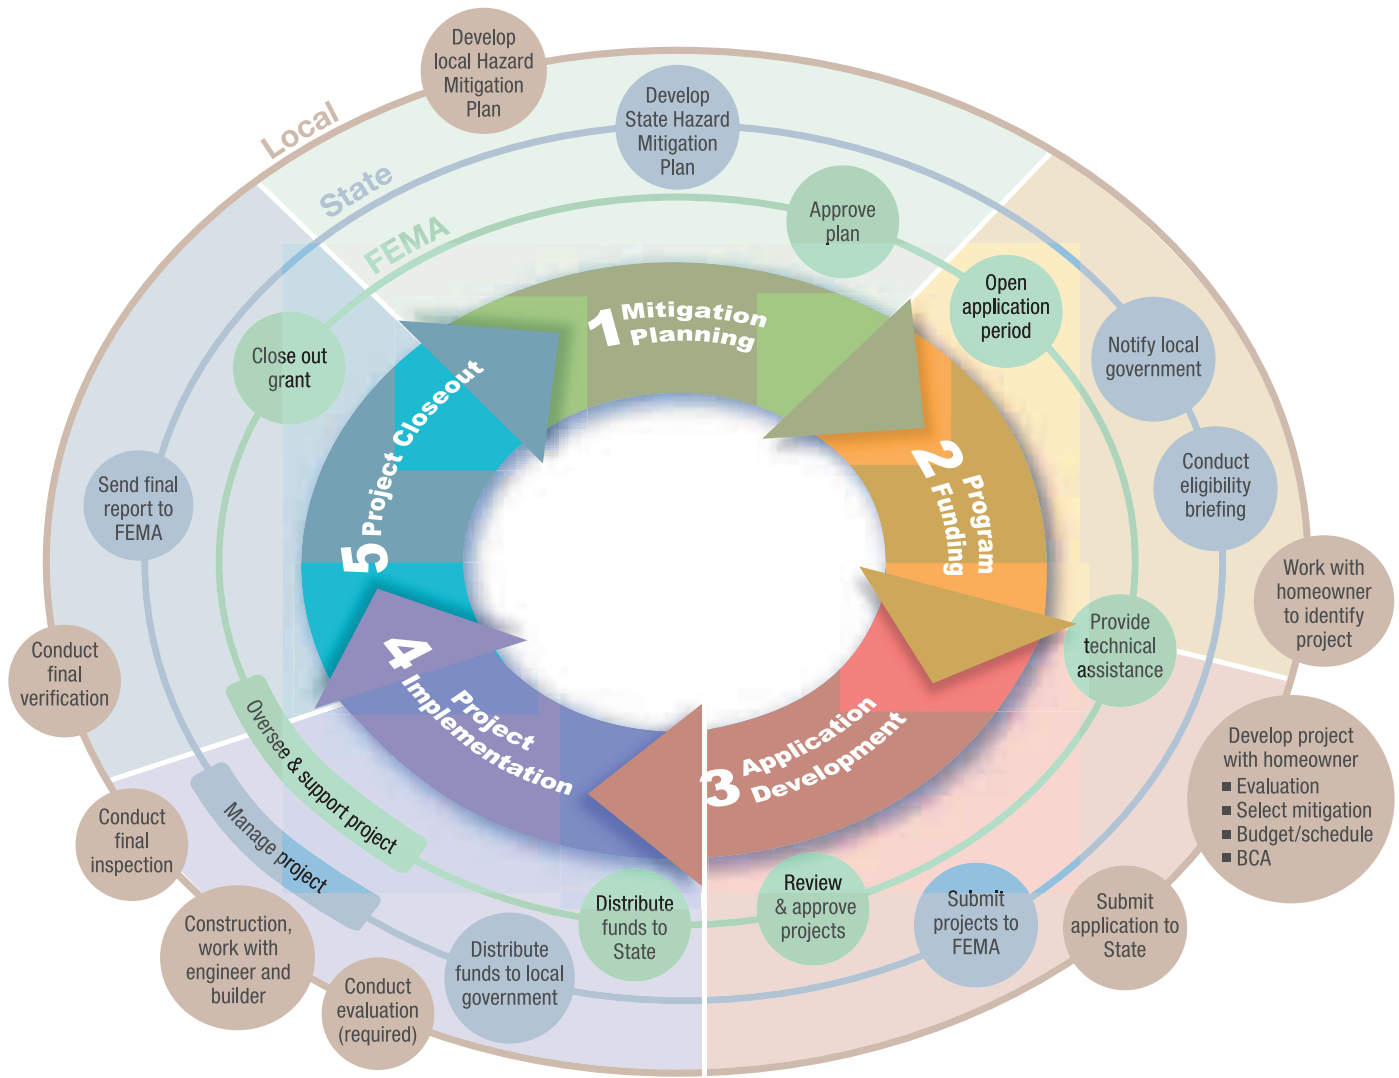 Local
State
FEMA
Develop
local Hazard
Mitigation
Plan
Develop
State Hazard
Mitigation
Plan
Approve
plan
1 Mitigation
Planning
Open
application
period
Notify local
government
Conduct
eligibility
briefing
Work with
homeowner
to identify
project
Provide
technical
assistance
2 Program
Funding
Develop project
with homeowner
■ Evaluation
■ Select mitigation
■ Budget/schedule
■ BCA
Submit
application to
State
Submit
projects to
FEMA
Review
& approve
projects
3 Application
Development
Distribute
funds to
State
Distribute
funds to local
government
Conduct
evaluation
(required)
Construction,
work with
engineer and
builder
Conduct
final
inspection
Manage project
Oversee & support project
4 Project
Implementation
Conduct
final
verification
Send final
report to
FEMA
Close out
grant
5 Project Closeout